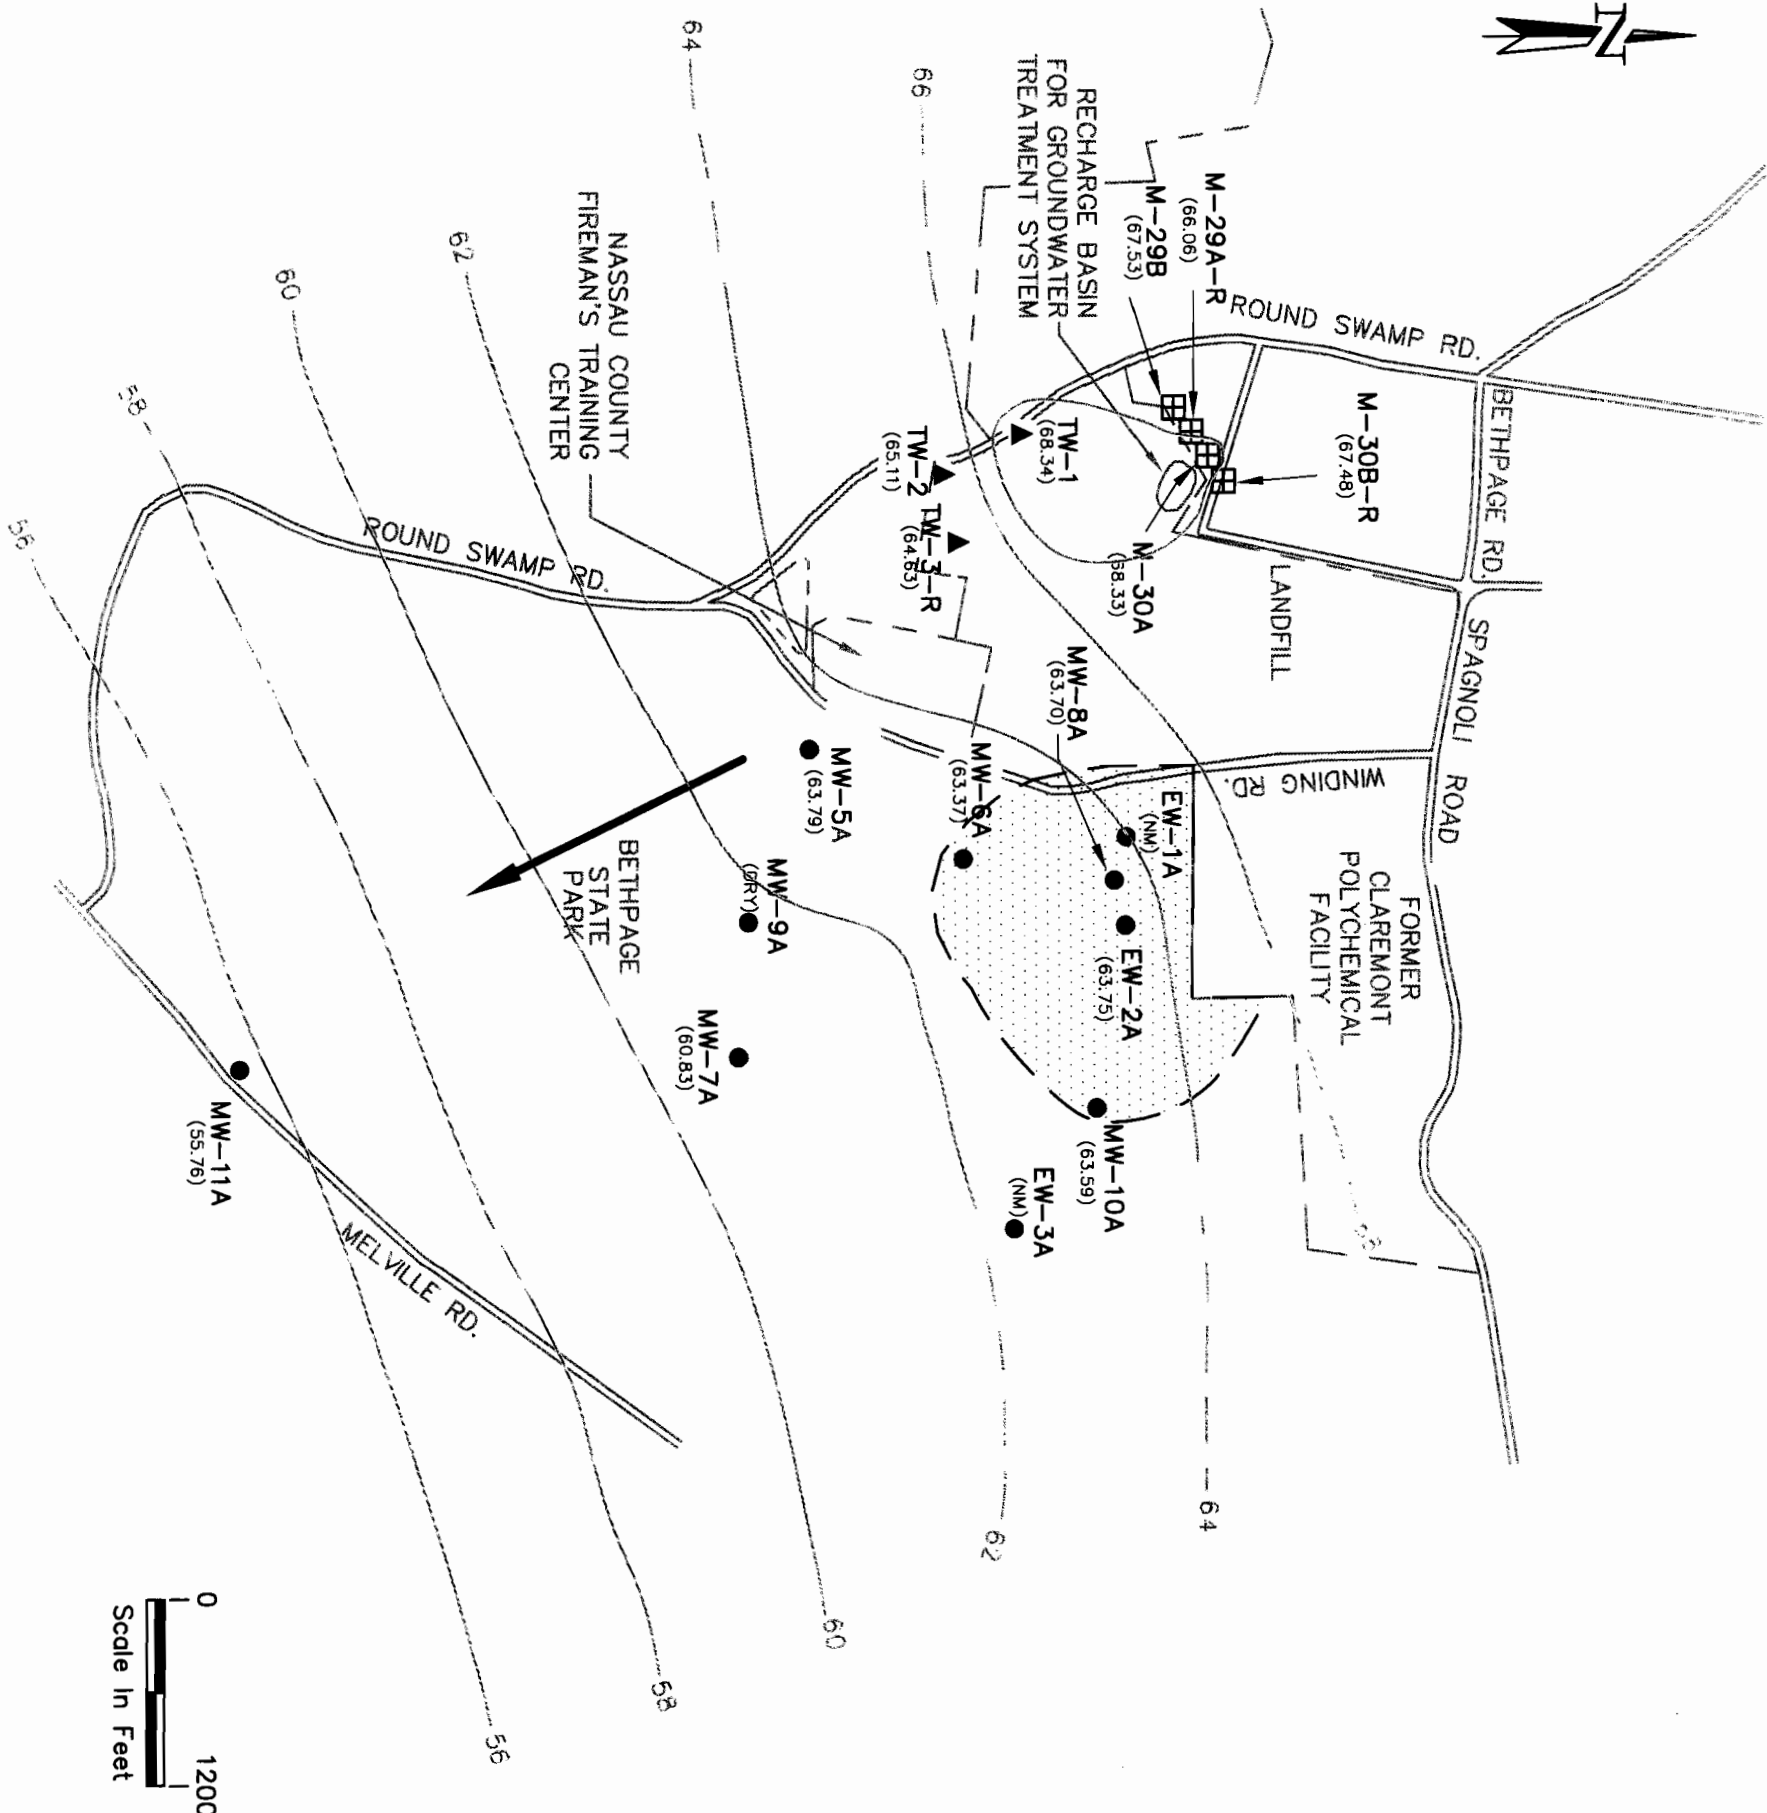 N
BETHPAGE RD.
SPAGNOLI ROAD
ROUND SWAMP RD.
M-30B-R
(67.48)
M-29A-R
(66.06)
M-29B
(67.53)
RECHARGE BASIN
FOR GROUNDWATER
TREATMENT SYSTEM
LANDFILL
M-30A
(68.33)
TW-1
(68.34)
TW-2
(65.11)
TW-3-R
(64.63)
WINDING RD.
FORMER
CLAREMONT
POLYCHEMICAL
FACILITY
EW-1A
(NM)
MW-8A
(63.70)
EW-2A
(63.75)
MW-6A
(63.37)
MW-10A
(63.59)
EW-3A
(NM)
MW-5A
(63.79)
MW-9A
(DRY)
MW-7A
(60.83)
NASSAU COUNTY
FIREMAN'S TRAINING
CENTER
ROUND SWAMP RD.
BETHPAGE
STATE
PARK
MW-11A
(55.76)
MELVILLE RD.
66
64
62
60
58
56
68
64
62
60
58
56
0
1200
Scale In Feet